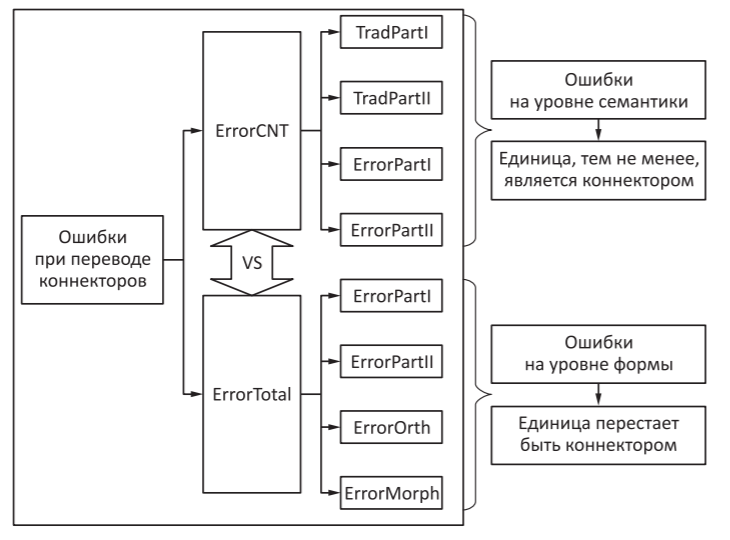 Ошибки
при переводе
коннекторов
ErrorCNT
VS
ErrorTotal
TradPartI
TradPartII
ErrorPartI
ErrorPartII
ErrorPartI
ErrorPartII
ErrorOrth
ErrorMorph
Ошибки
на уровне семантики
Единица, тем не менее,
является коннектором
Ошибки
на уровне формы
Единица перестает
быть коннектором